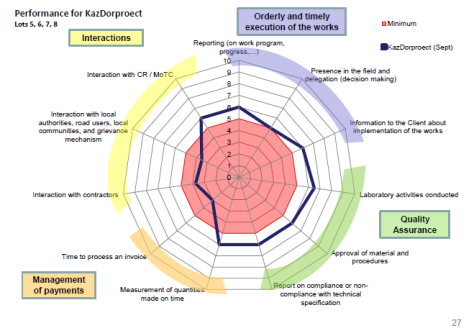 Performance for KazDorproect
Lots 5, 6, 7, 8
Orderly and timely
execution of the works
Interactions
Minimum
KazDorproect (Sept)
Reporting (on work program,
progress,...)
Interaction with CR / MoTC
Presence in the field and
delegation (decision making)
Interaction with local
authorities, road users, local
communities, and grievance
mechanism
Information to the Client about
implementation of the works
10
9
8
7
6
5
4
3
2
1
0
Interaction with contractors
Laboratory activities conducted
Quality
Assurance
Time to process an invoice
Approval of material and
procedures
Management
of payments
Measurement of quantities
made on time
Report on compliance or non-
compliance with technical
specification
27